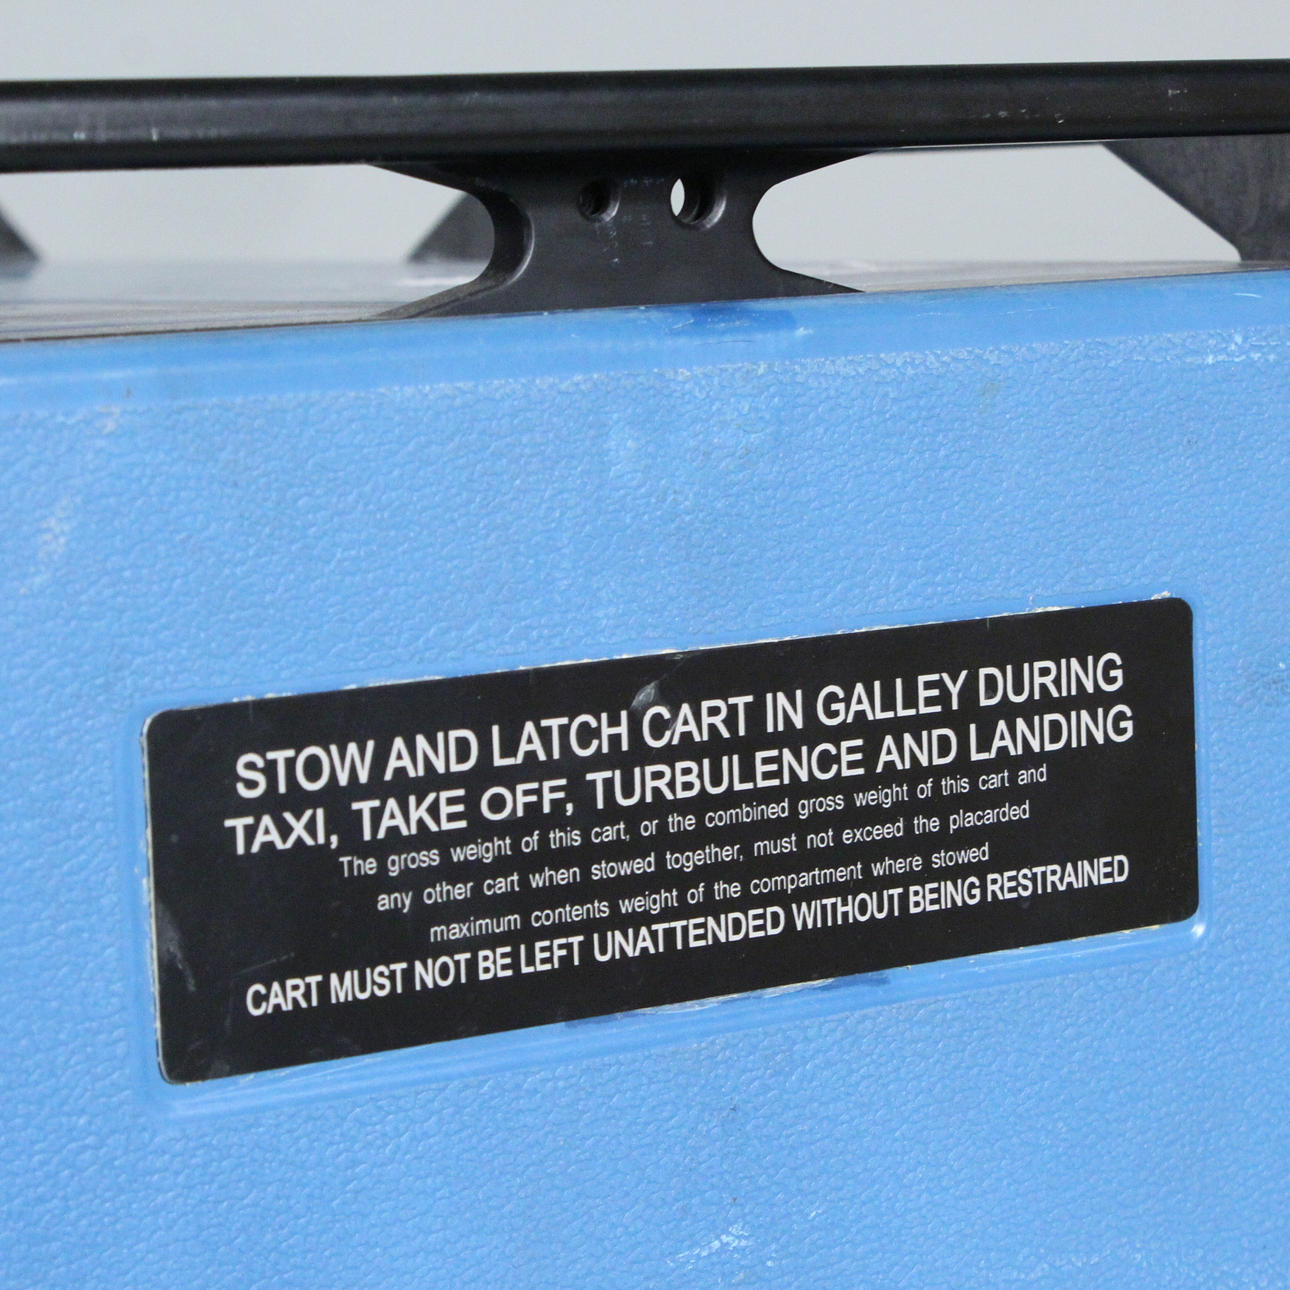 STOW AND LATCH CART IN GALLEY DURING
TAXI, TAKE OFF, TURBULENCE AND LANDING
The gross weight of this cart, or the combined gross weight of this cart and
any other cart when stowed together, must not exceed the placarded
maximum contents weight of the compartment where stowed
CART MUST NOT BE LEFT UNATTENDED WITHOUT BEING RESTRAINED